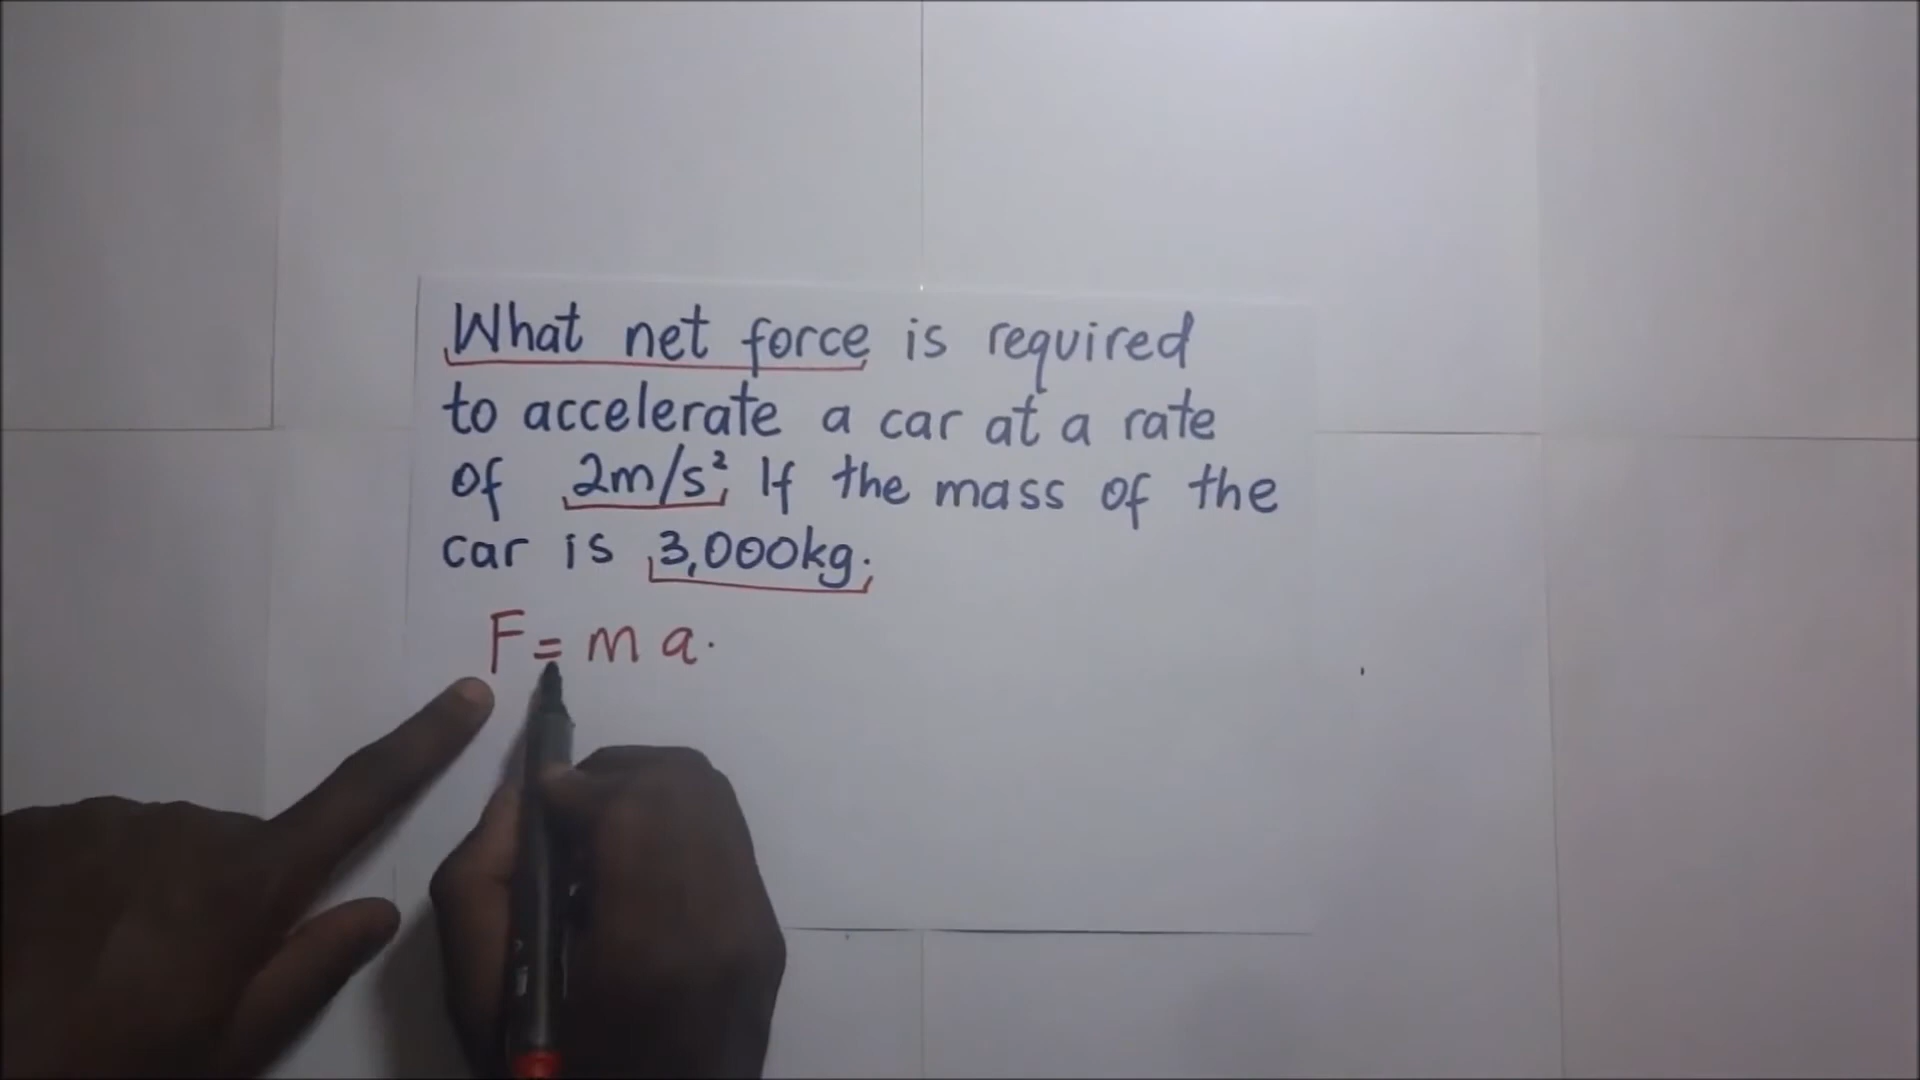 What net force is required
to accelerate a car at a rate
of 2m/s² If the mass of the
car is 3,000kg.
F = m a.